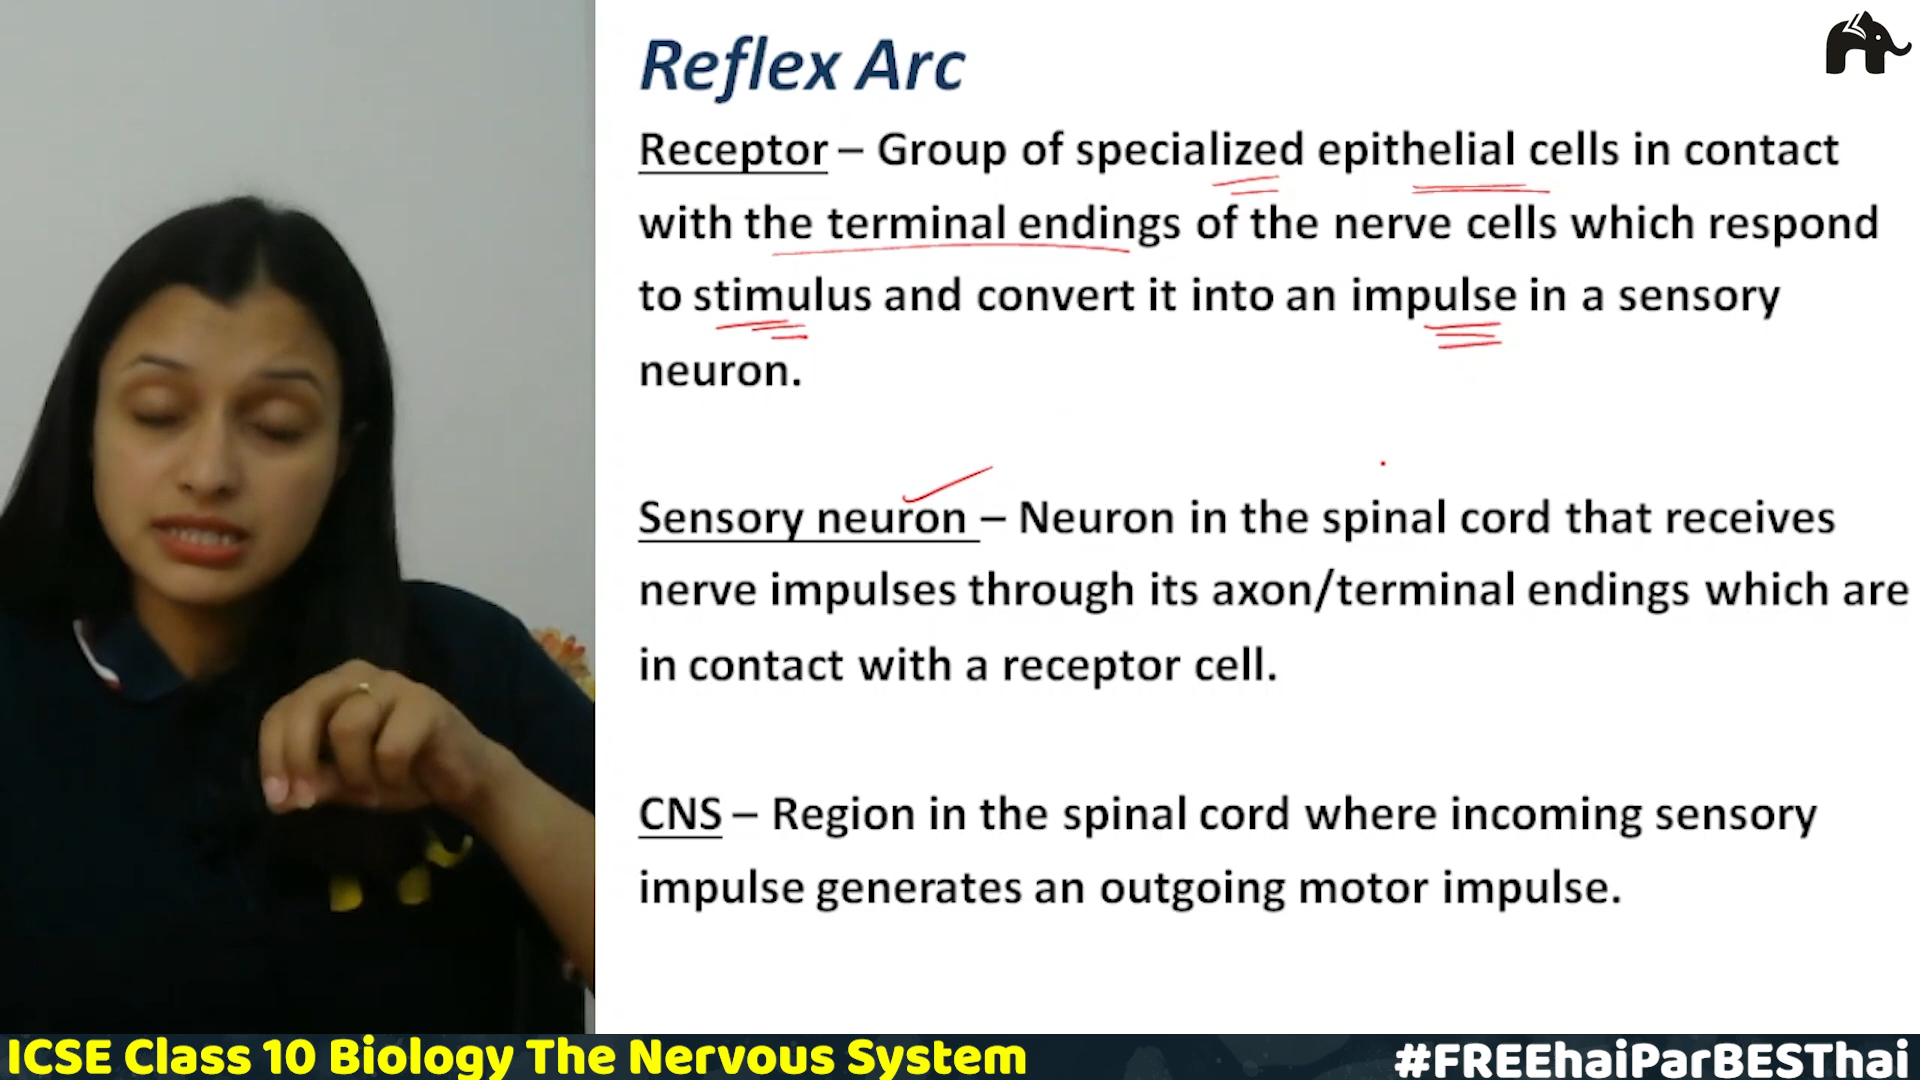 Reflex Arc
Receptor – Group of specialized epithelial cells in contact
with the terminal endings of the nerve cells which respond
to stimulus and convert it into an impulse in a sensory
neuron.
Sensory neuron – Neuron in the spinal cord that receives
nerve impulses through its axon/terminal endings which are
in contact with a receptor cell.
CNS – Region in the spinal cord where incoming sensory
impulse generates an outgoing motor impulse.
ICSE Class 10 Biology The Nervous System
#FREEhaiParBESThai